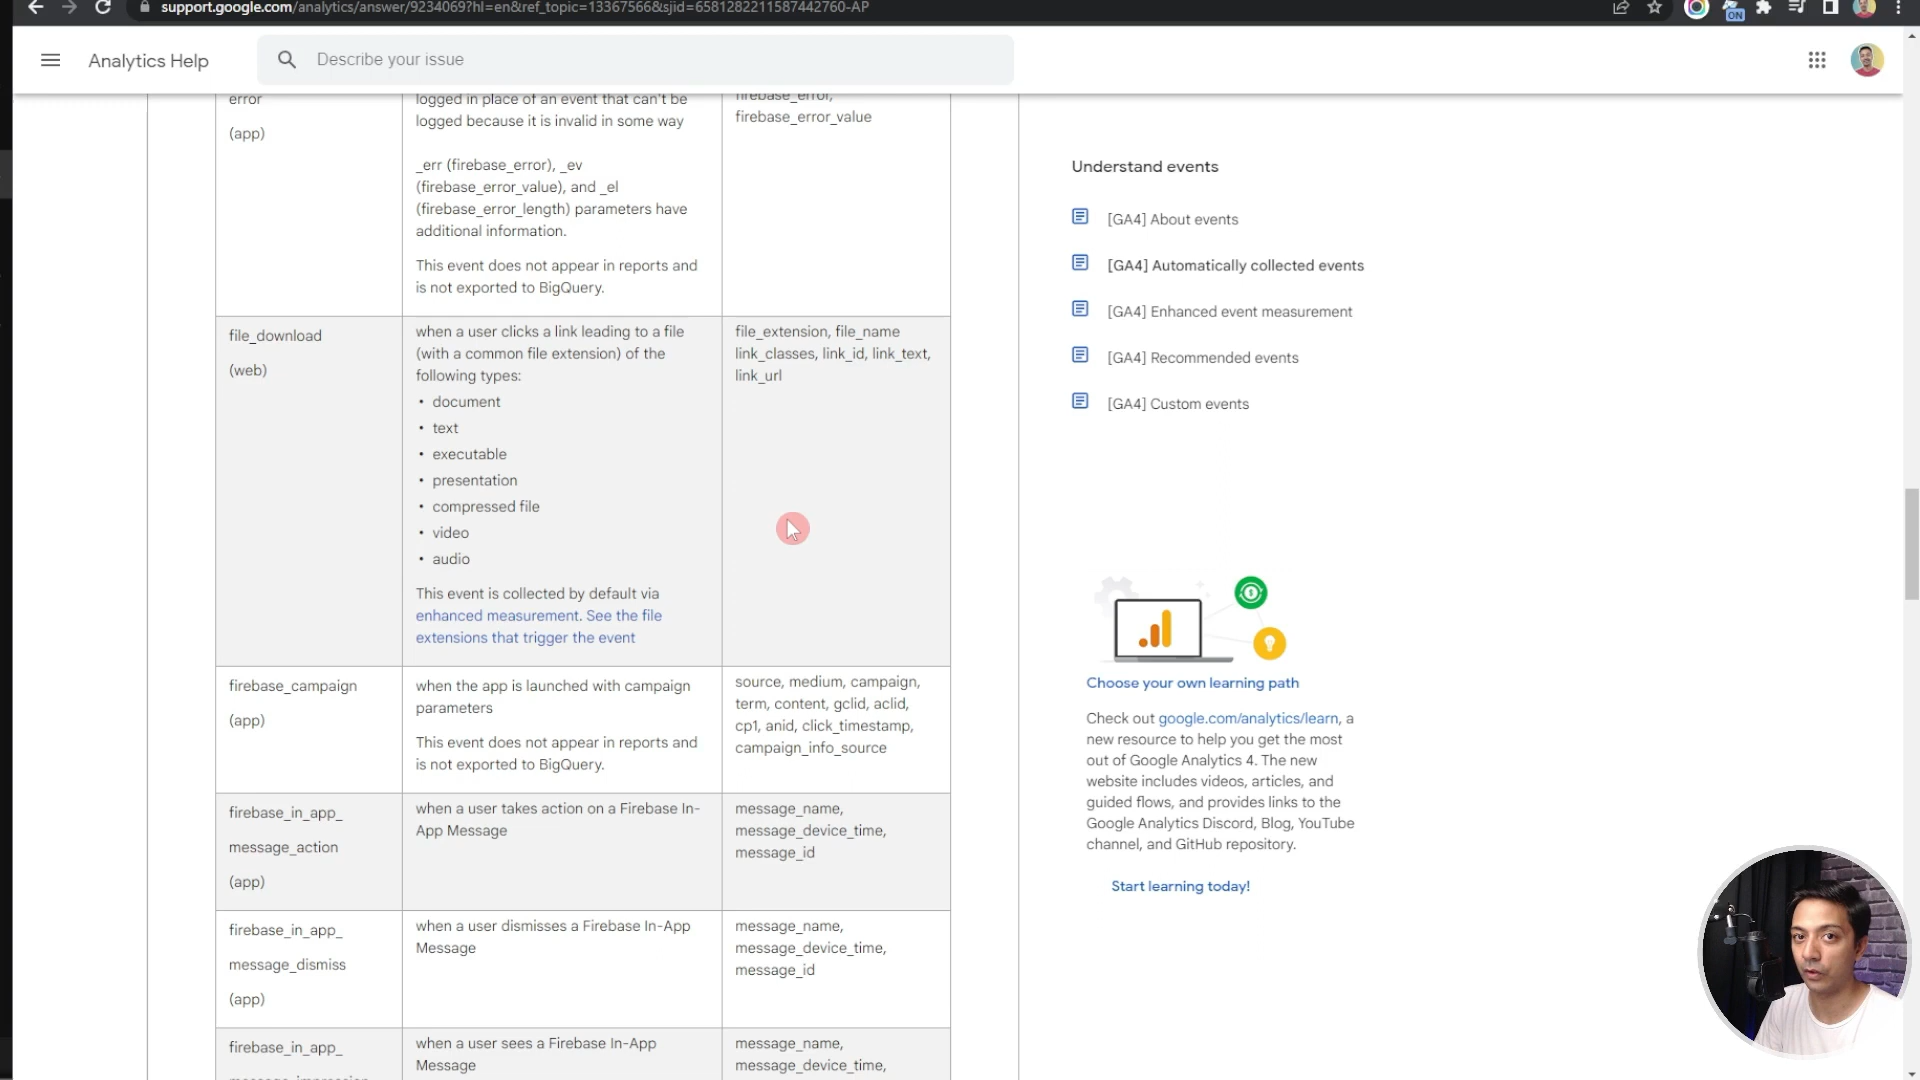 support.google.com/analytics/answer/9234069?hl=en&ref_topic=13367566&sjid=6581282211587442760-AP
ON
Analytics Help
Describe your issue
error
(app)
logged in place of an event that can't be
logged because it is invalid in some way
_err (firebase_error), _ev
(firebase_error_value), and _el
(firebase_error_length) parameters have
additional information.
This event does not appear in reports and
is not exported to BigQuery.
firebase_error,
firebase_error_value
file_download
(web)
when a user clicks a link leading to a file
(with a common file extension) of the
following types:
• document
• text
• executable
• presentation
• compressed file
• video
• audio
This event is collected by default via
enhanced measurement. See the file
extensions that trigger the event
file_extension, file_name
link_classes, link_id, link_text,
link_url
firebase_campaign
(app)
when the app is launched with campaign
parameters
This event does not appear in reports and
is not exported to BigQuery.
source, medium, campaign,
term, content, gclid, aclid,
cp1, anid, click_timestamp,
campaign_info_source
firebase_in_app_
message_action
(app)
when a user takes action on a Firebase In-
App Message
message_name,
message_device_time,
message_id
firebase_in_app_
message_dismiss
(app)
when a user dismisses a Firebase In-App
Message
message_name,
message_device_time,
message_id
firebase_in_app_
message_impression
when a user sees a Firebase In-App
Message
message_name,
message_device_time,
Understand events
[GA4] About events
[GA4] Automatically collected events
[GA4] Enhanced event measurement
[GA4] Recommended events
[GA4] Custom events
Choose your own learning path
Check out google.com/analytics/learn, a
new resource to help you get the most
out of Google Analytics 4. The new
website includes videos, articles, and
guided flows, and provides links to the
Google Analytics Discord, Blog, YouTube
channel, and GitHub repository.
Start learning today!